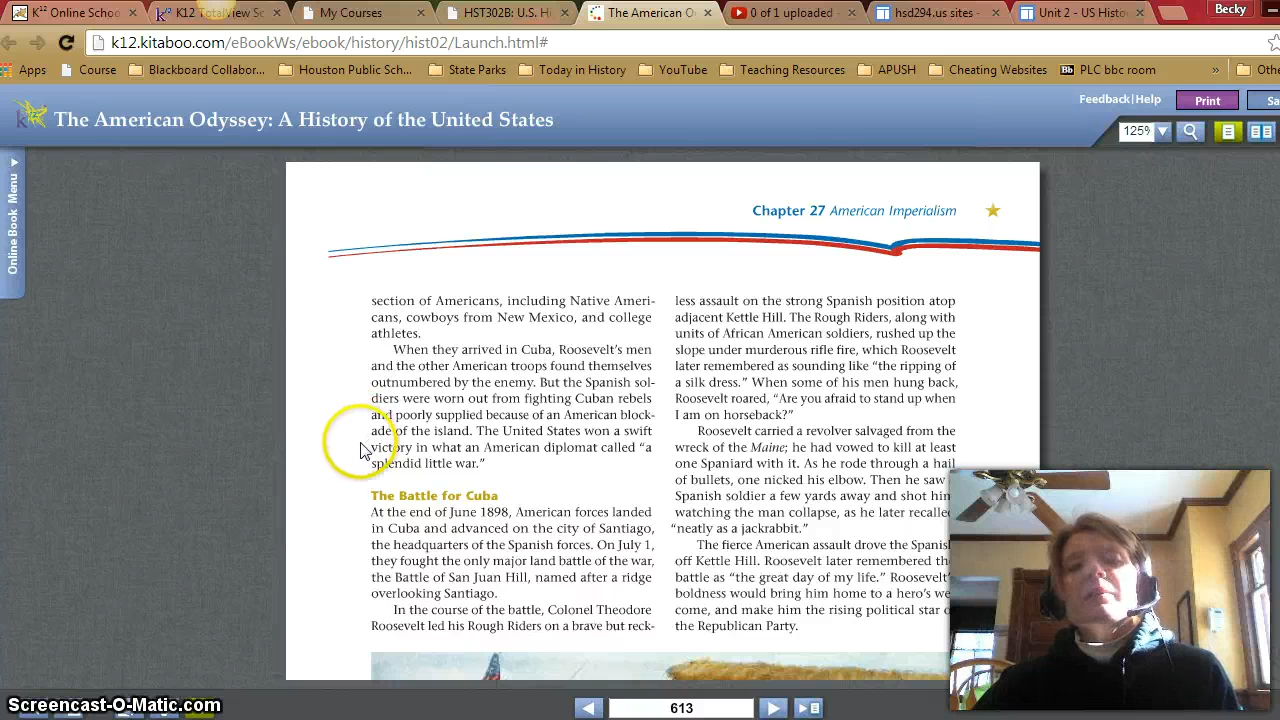 K¹² Online Schoo
K12 TotalView Sc
My Courses
HST302B: U.S. Hi
The American O
0 of 1 uploaded
hsd294.us sites -
Unit 2 - US Histo
Becky
k12.kitaboo.com/eBookWs/ebook/history/hist02/Launch.html#
Apps
Course
Blackboard Collabor...
Houston Public Sch...
State Parks
Today in History
YouTube
Teaching Resources
APUSH
Cheating Websites
Bb PLC bbc room
»
Othe
The American Odyssey: A History of the United States
Feedback|Help
Print
Sa
125%
Online Book Menu
Chapter 27 American Imperialism
section of Americans, including Native Ameri-
cans, cowboys from New Mexico, and college
athletes.
When they arrived in Cuba, Roosevelt's men
and the other American troops found themselves
outnumbered by the enemy. But the Spanish sol-
diers were worn out from fighting Cuban rebels
and poorly supplied because of an American block-
ade of the island. The United States won a swift
victory in what an American diplomat called "a
splendid little war."
The Battle for Cuba
At the end of June 1898, American forces landed
in Cuba and advanced on the city of Santiago,
the headquarters of the Spanish forces. On July 1,
they fought the only major land battle of the war,
the Battle of San Juan Hill, named after a ridge
overlooking Santiago.
In the course of the battle, Colonel Theodore
Roosevelt led his Rough Riders on a brave but reck-
less assault on the strong Spanish position atop
adjacent Kettle Hill. The Rough Riders, along with
units of African American soldiers, rushed up the
slope under murderous rifle fire, which Roosevelt
later remembered as sounding like "the ripping of
a silk dress." When some of his men hung back,
Roosevelt roared, "Are you afraid to stand up when
I am on horseback?"
Roosevelt carried a revolver salvaged from the
wreck of the Maine; he had vowed to kill at least
one Spaniard with it. As he rode through a hail
of bullets, one nicked his elbow. Then he saw
Spanish soldier a few yards away and shot him
watching the man collapse, as he later recalle
"neatly as a jackrabbit."
The fierce American assault drove the Spanis
off Kettle Hill. Roosevelt later remembered th
battle as "the great day of my life." Roosevelt'
boldness would bring him home to a hero's we
come, and make him the rising political star o
the Republican Party.
Screencast-O-Matic.com
613